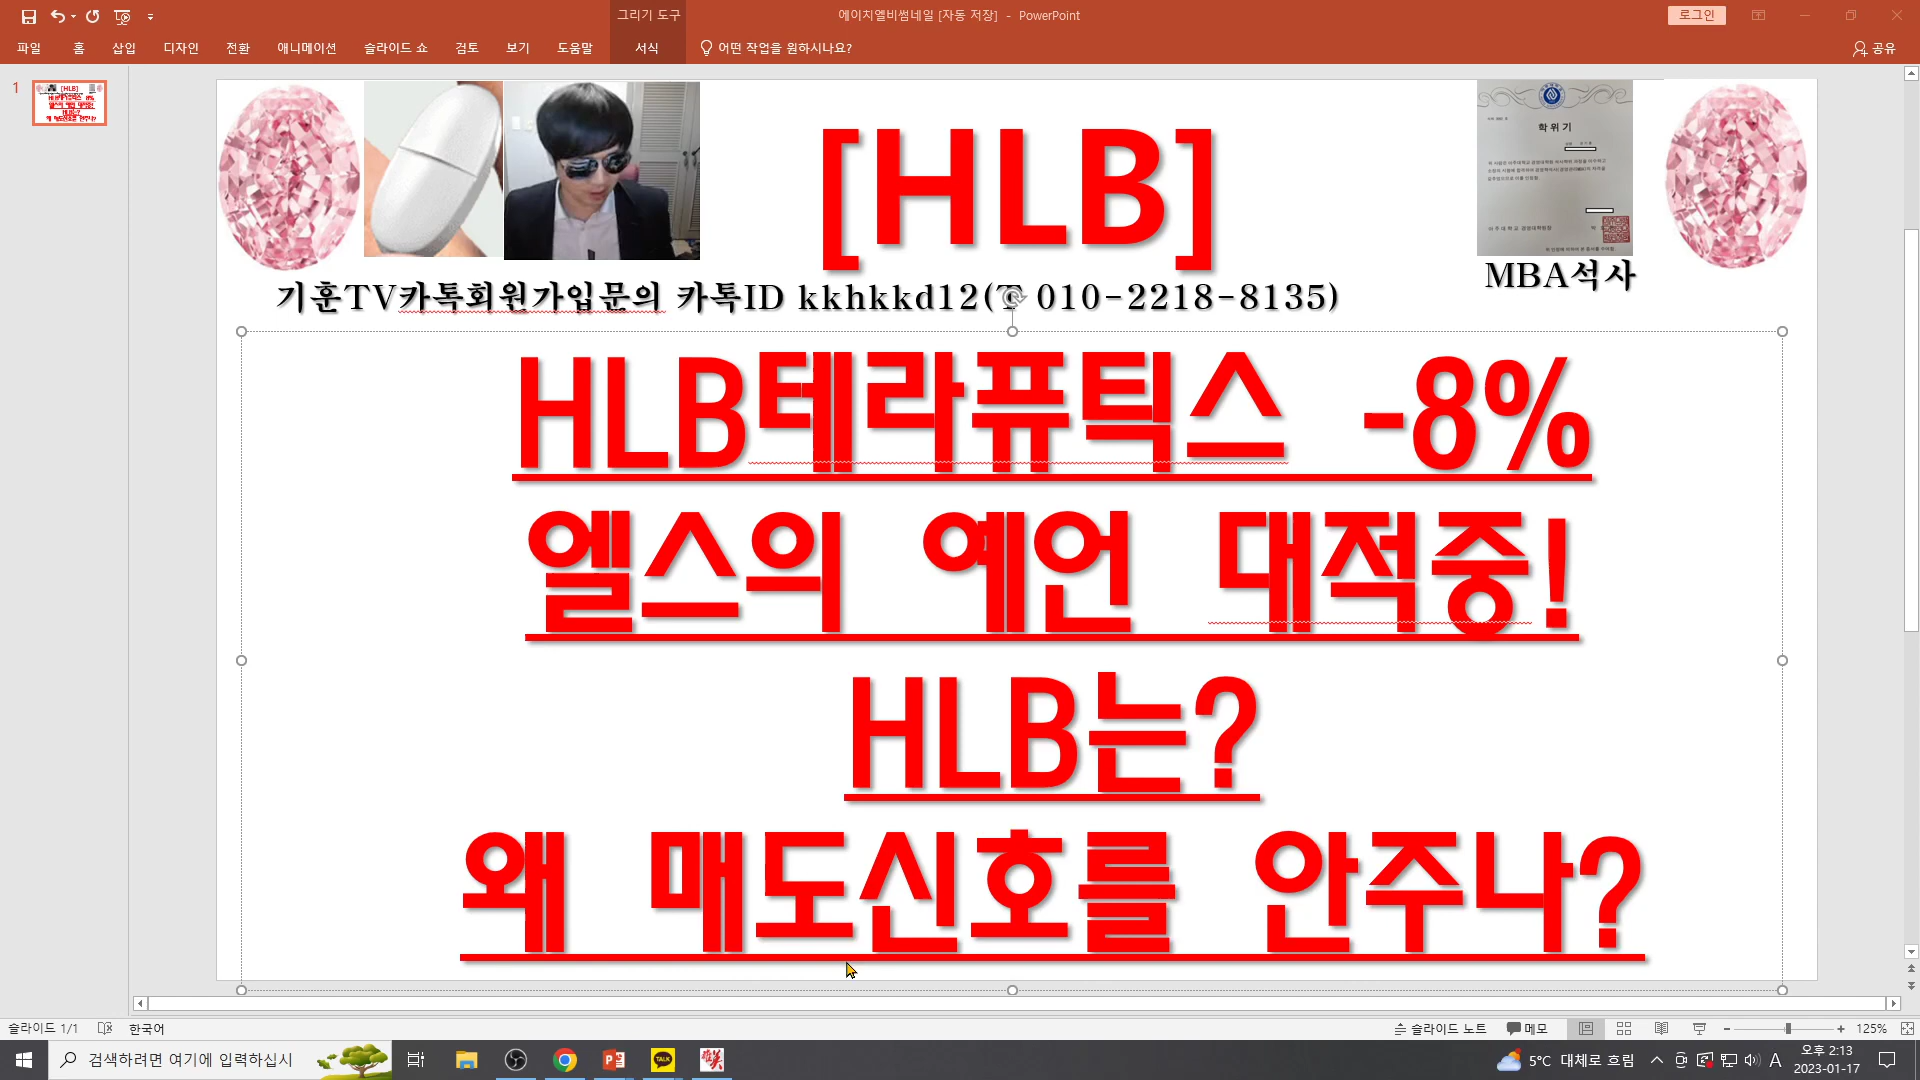 그리기 도구
에이치엘비썸네일 [자동 저장] - PowerPoint
로그인
파일 홈 삽입 디자인 전환 애니메이션 슬라이드 쇼 검토 보기 도움말 서식 어떤 작업을 원하시나요? 공유
1
[HLB]
학 위 기
MBA석사
기훈TV카톡회원가입문의 카톡ID kkhkkd12(T 010-2218-8135)
HLB테라퓨틱스 -8%
엘스의 예언 대적중!
HLB는?
왜 매도신호를 안주나?
슬라이드 1/1 한국어 슬라이드 노트 메모 125%
검색하려면 여기에 입력하십시
TALK
5°C 대체로 흐림 A
오후 2:13
2023-01-17